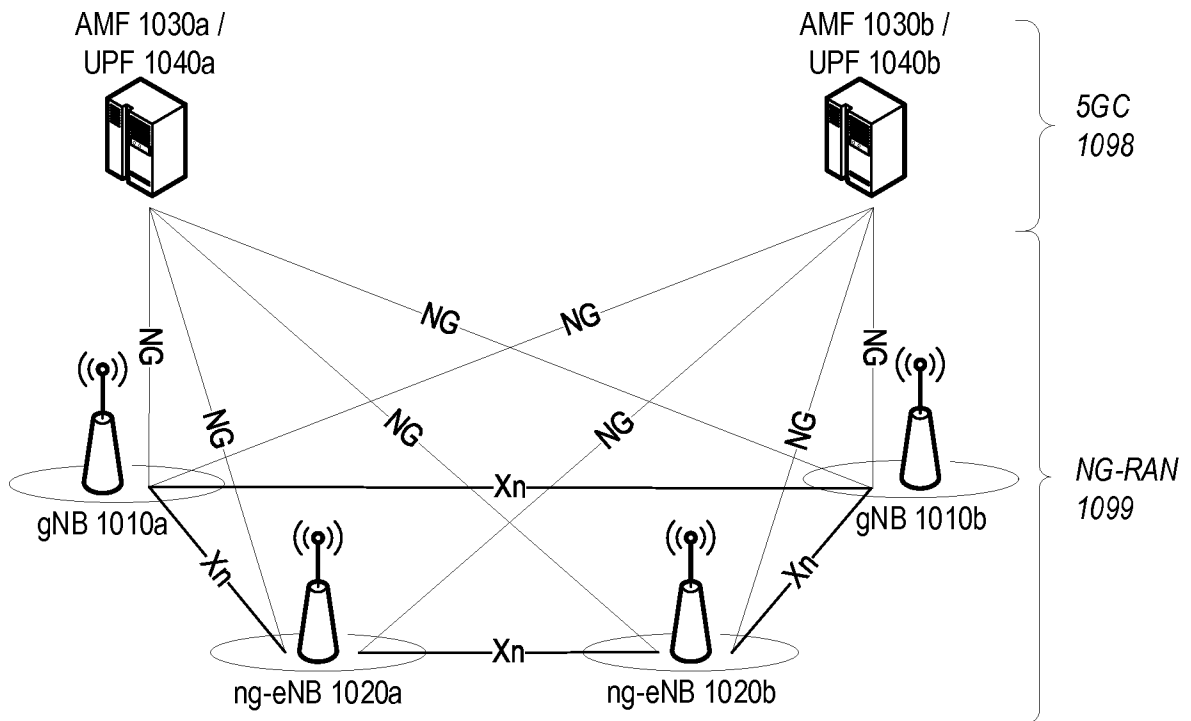 AMF 1030a /
UPF 1040a
AMF 1030b /
UPF 1040b
5GC
1098
NG
NG
NG
NG
NG
NG
NG
NG
Xn
gNB 1010a
gNB 1010b
NG-RAN
1099
Xn
Xn
Xn
ng-eNB 1020a
ng-eNB 1020b